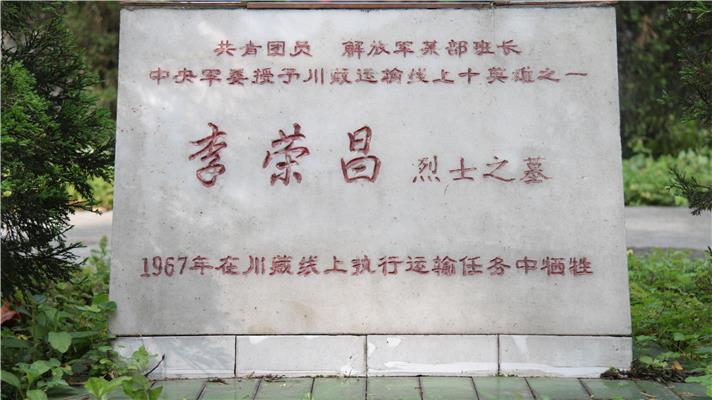 共青团员 解放军某部班长
中央军委授予川藏运输线上十英雄之一
李荣昌 烈士之墓
1967年在川藏线上执行运输任务中牺牲